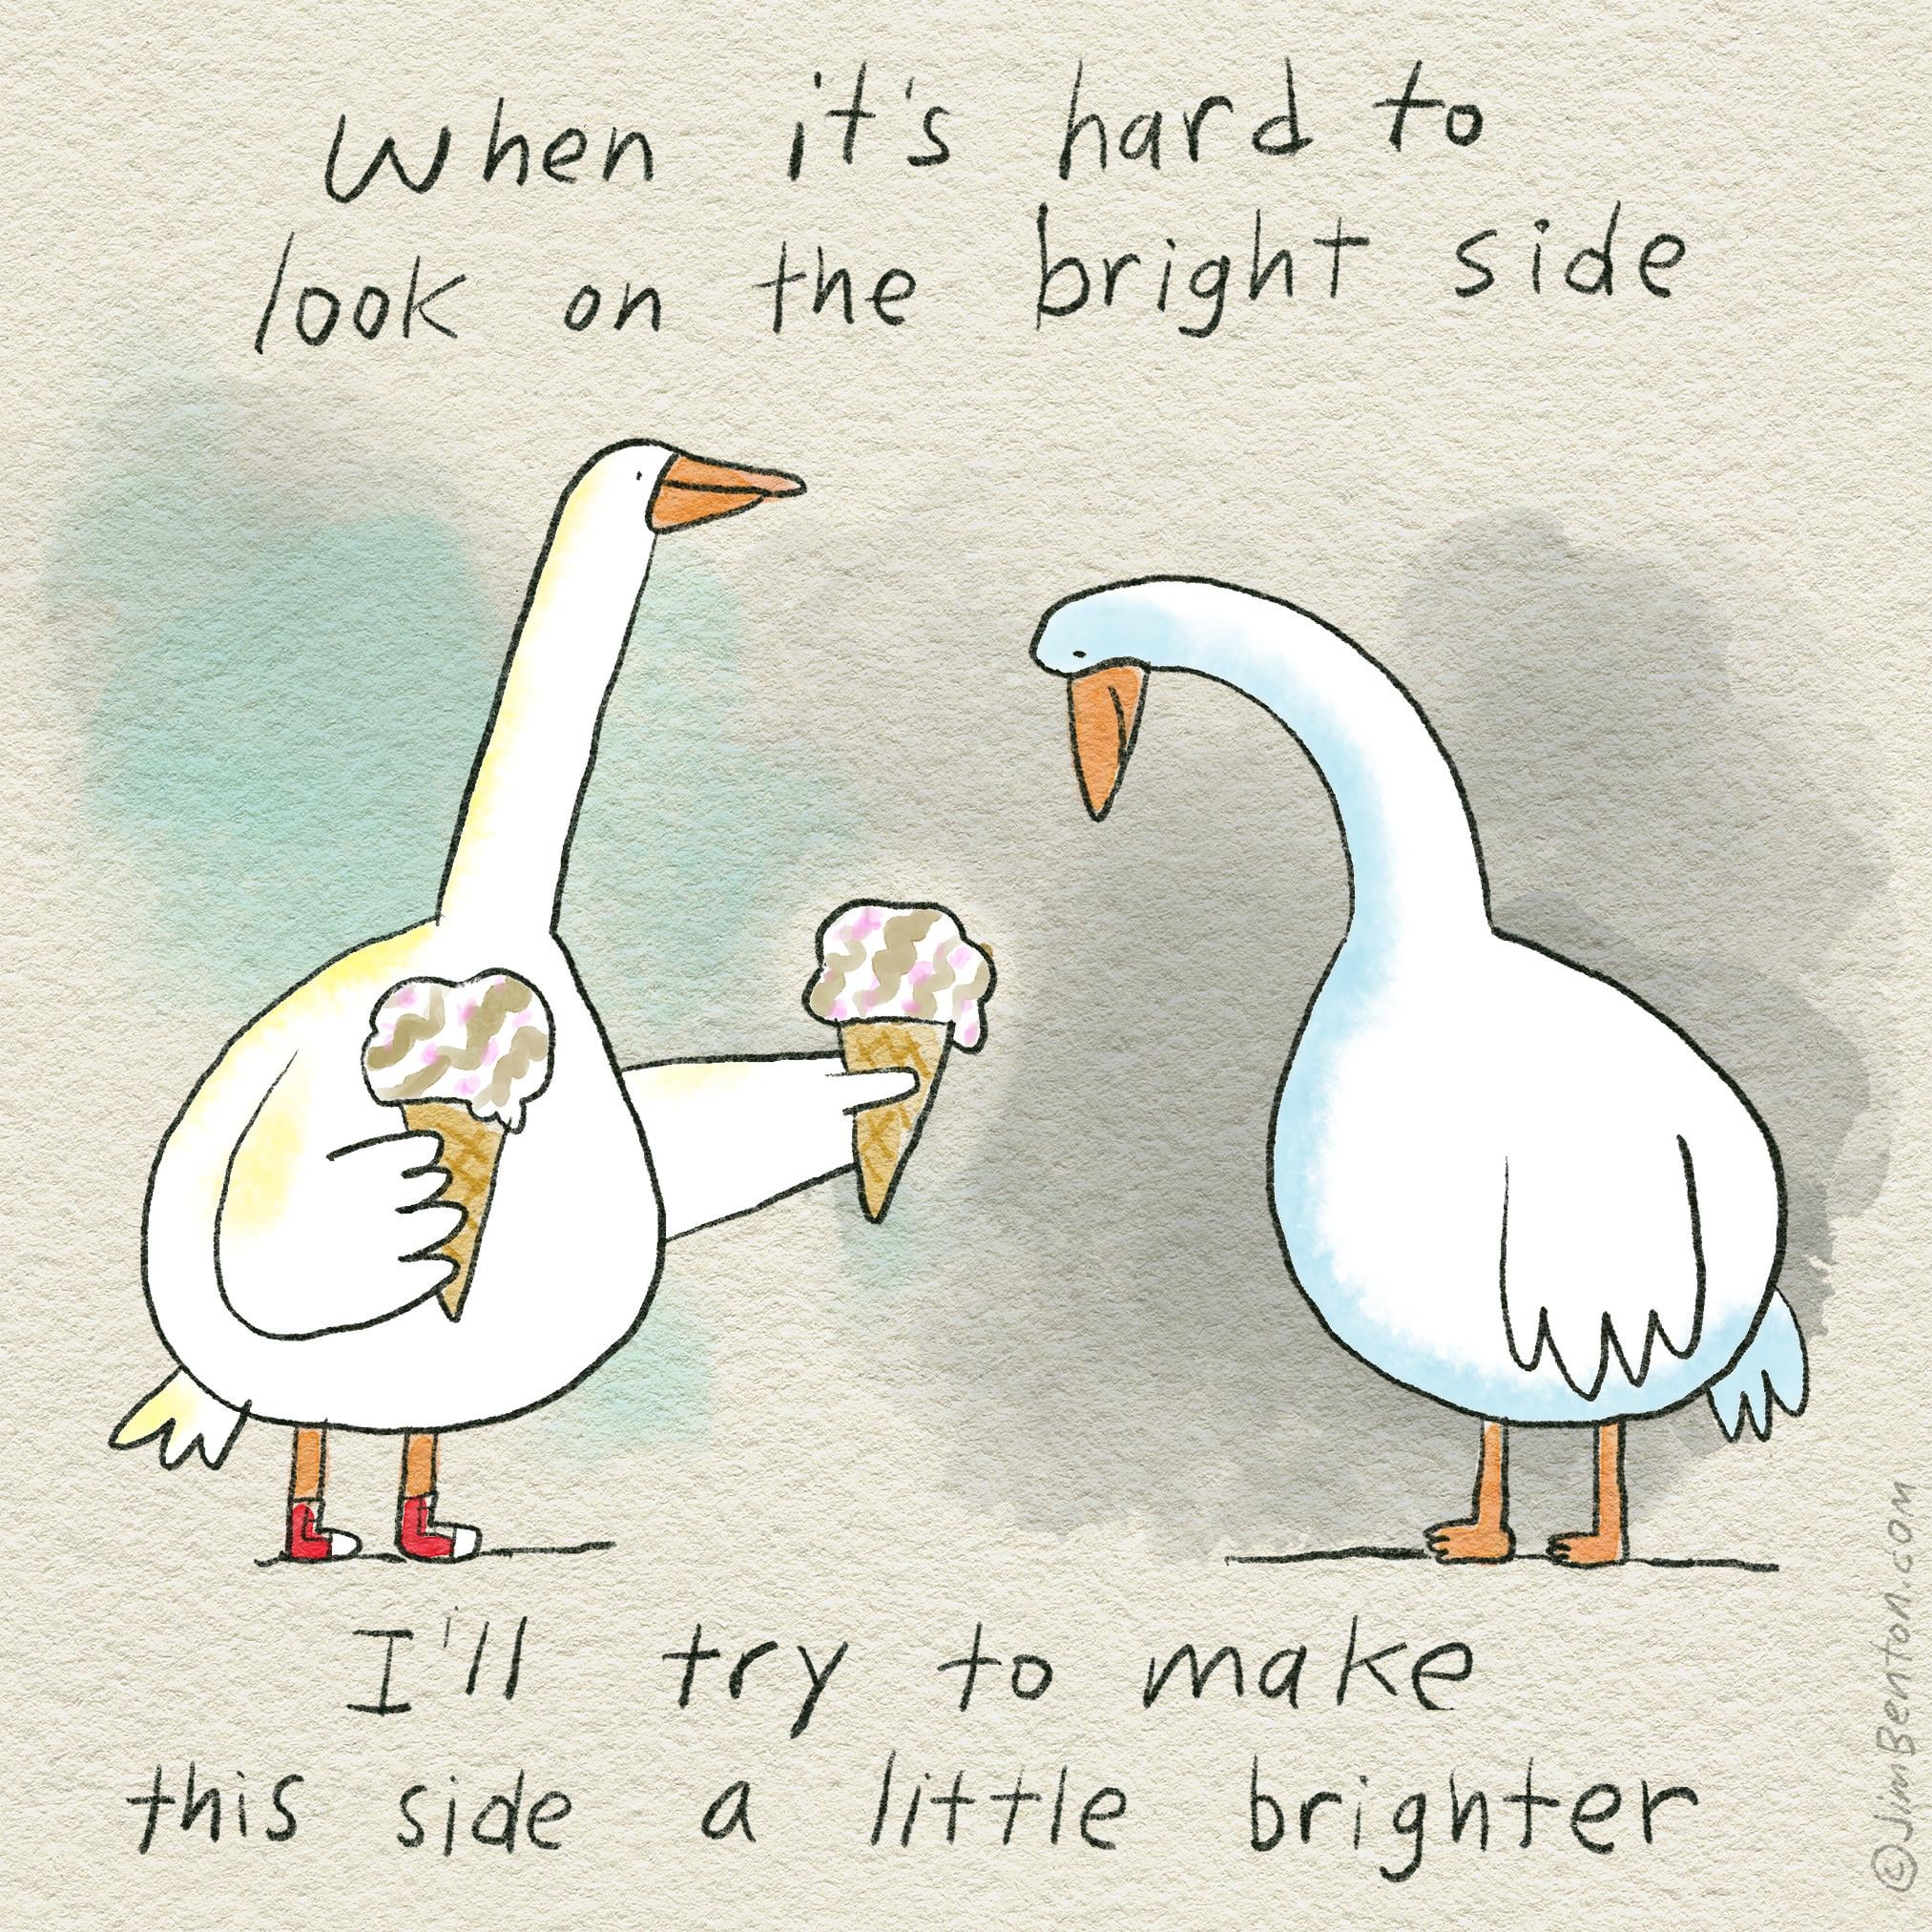 When it's hard to
look on the bright side
I'll try to make
this side a little brighter
©JimBenton.com